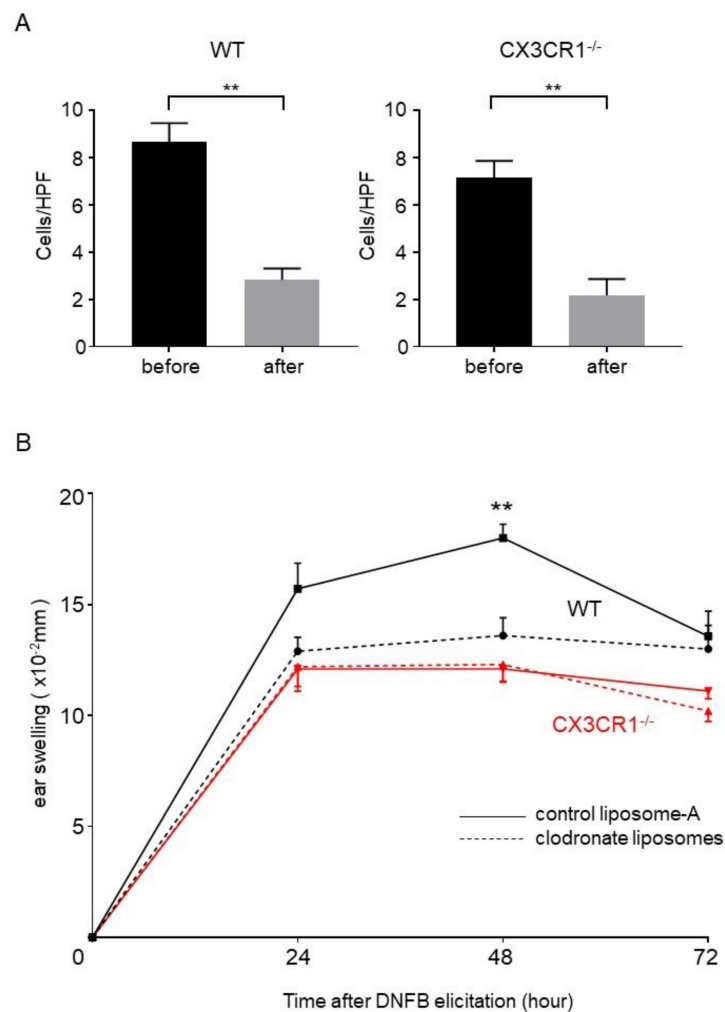 A
WT
CX3CR1-/-
**
**
10
8
6
4
2
0
Cells/HPF
before
after
10
8
6
4
2
0
Cells/HPF
before
after
B
20
15
10
5
0
ear swelling ( x10-2mm)
**
WT
CX3CR1-/-
control liposome-A
clodronate liposomes
24
48
72
Time after DNFB elicitation (hour)